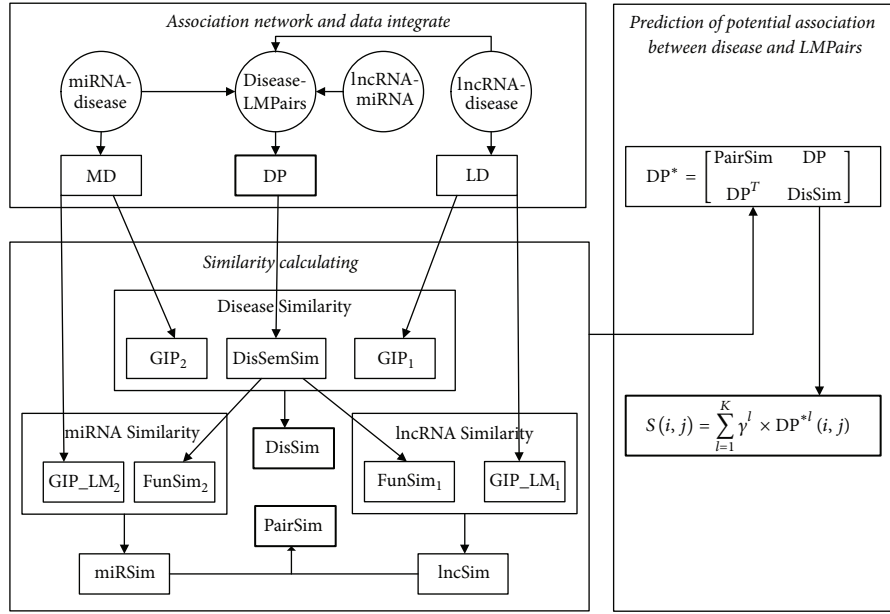 Association network and data integrate
miRNA-
disease
Disease-
LMPairs
lncRNA-
miRNA
lncRNA-
disease
MD
DP
LD
Similarity calculating
Disease Similarity
GIP₂
DisSemSim
GIP₁
miRNA Similarity
GIP_LM₂
FunSim₂
DisSim
lncRNA Similarity
FunSim₁
GIP_LM₁
PairSim
miRSim
lncSim
Prediction of potential association
between disease and LMPairs
DP* = [PairSim DP
DPᵀ DisSim]
S(i, j) = ∑_{l=1}^{K} γ^l × DP*^l (i, j)